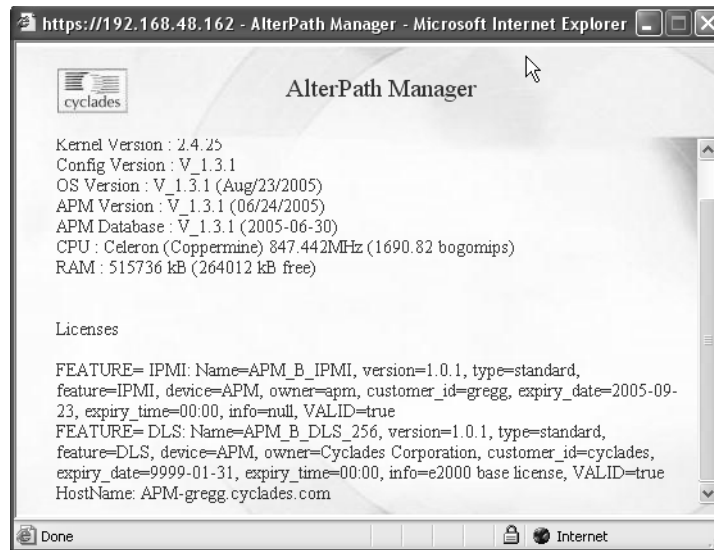 https://192.168.48.162 - AlterPath Manager - Microsoft Internet Explorer
cyclades
AlterPath Manager
Kernel Version : 2.4.25
Config Version : V_1.3.1
OS Version : V_1.3.1 (Aug/23/2005)
APM Version : V_1.3.1 (06/24/2005)
APM Database : V_1.3.1 (2005-06-30)
CPU : Celeron (Coppermine) 847.442MHz (1690.82 bogomips)
RAM : 515736 kB (264012 kB free)
Licenses
FEATURE= IPMI: Name=APM_B_IPMI, version=1.0.1, type=standard,
feature=IPMI, device=APM, owner=apm, customer_id=gregg, expiry_date=2005-09-
23, expiry_time=00:00, info=null, VALID=true
FEATURE= DLS: Name=APM_B_DLS_256, version=1.0.1, type=standard,
feature=DLS, device=APM, owner=Cyclades Corporation, customer_id=cyclades,
expiry_date=9999-01-31, expiry_time=00:00, info=e2000 base license, VALID=true
HostName: APM-gregg.cyclades.com
Done
Internet